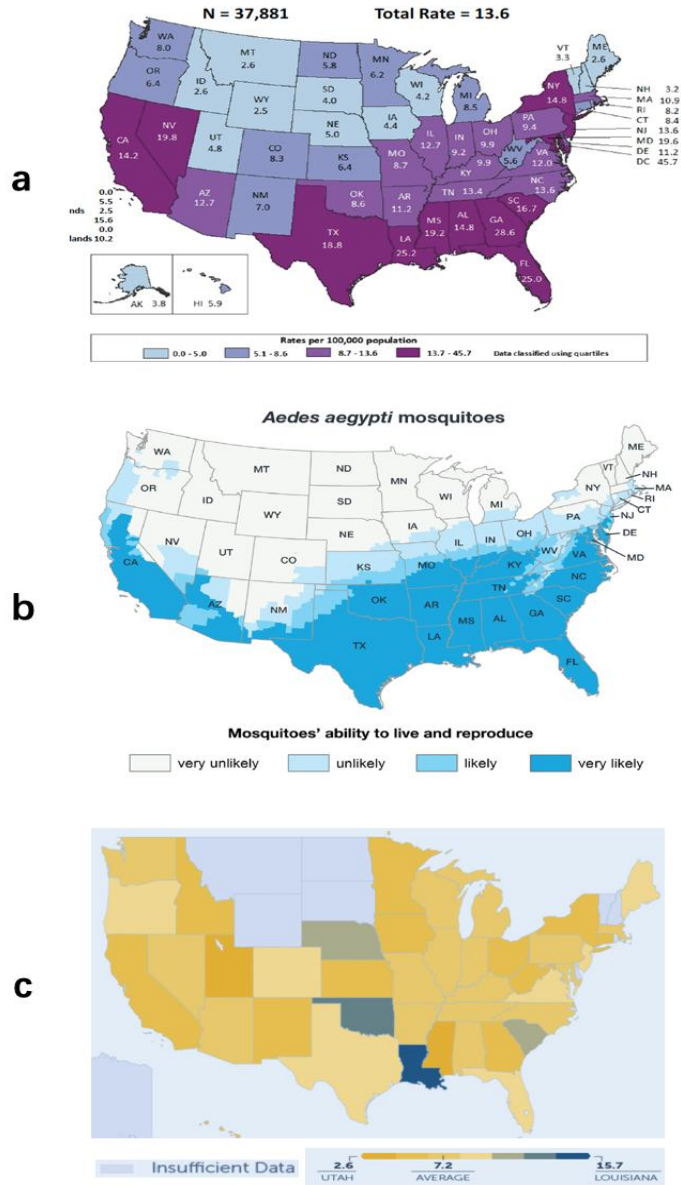 N = 37,881 Total Rate = 13.6
a
WA 8.0
OR 6.4
CA 14.2
NV 19.8
ID 2.6
MT 2.6
WY 2.5
UT 4.8
AZ 12.7
CO 8.3
NM 7.0
ND 5.8
SD 4.0
NE 5.0
KS 6.4
OK 8.6
TX 18.8
MN 6.2
IA 4.4
MO 8.7
AR 11.2
LA 25.2
WI 4.2
IL 12.7
MI 8.5
IN 9.2
OH 9.9
KY 9.9
TN 13.4
MS 19.2
AL 14.8
GA 28.6
FL 25.0
SC 16.7
NC 13.6
VA 12.0
WV 5.6
PA 9.4
NY 14.8
VT 3.3
ME 2.6
NH 3.2
MA 10.9
RI 8.2
CT 8.4
NJ 13.6
MD 19.6
DE 11.2
DC 45.7
0.0
5.5
nds 2.5
15.6
0.0
lands 10.2
AK 3.8
HI 5.9
Rates per 100,000 population
0.0 - 5.0 5.1 - 8.6 8.7 - 13.6 13.7 - 45.7 Data classified using quartiles
b
Aedes aegypti mosquitoes
WA
OR
CA
NV
ID
MT
WY
UT
AZ
CO
NM
ND
SD
NE
KS
OK
TX
MN
IA
MO
AR
LA
WI
IL
MI
IN
OH
KY
TN
MS
AL
GA
FL
SC
NC
VA
WV
PA
NY
VT
ME
NH
MA
RI
CT
NJ
DE
MD
Mosquitoes' ability to live and reproduce
very unlikely unlikely likely very likely
c
Insufficient Data
2.6 7.2 15.7
UTAH AVERAGE LOUISIANA